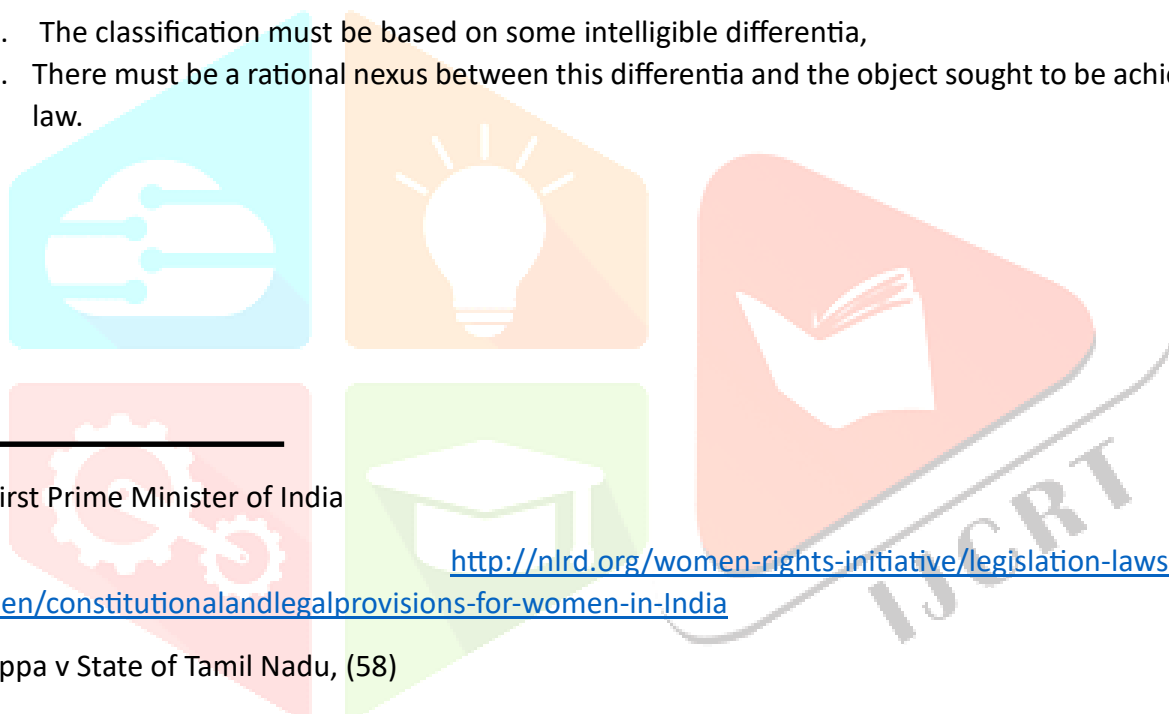 . The classification must be based on some intelligible differentia,
. There must be a rational nexus between this differentia and the object sought to be achi
law.
irst Prime Minister of India
http://nlrd.org/women-rights-initiative/legislation-laws
en/constitutionalandlegalprovisions-for-women-in-India
ppa v State of Tamil Nadu, (58)
IJCRT